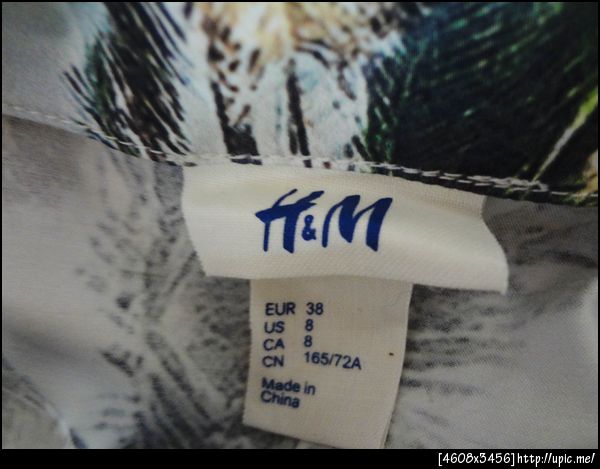 H&M
EUR 38
US 8
CA 8
CN 165/72A
Made in
China
[4608x3456]http://upic.me/